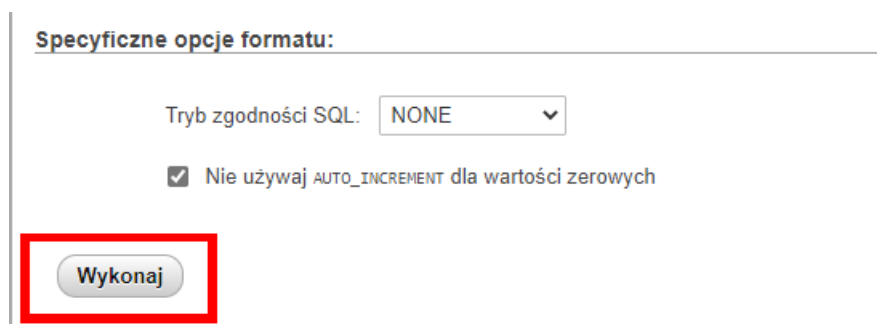 Specyficzne opcje formatu:
Tryb zgodności SQL: NONE
Nie używaj AUTO_INCREMENT dla wartości zerowych
Wykonaj